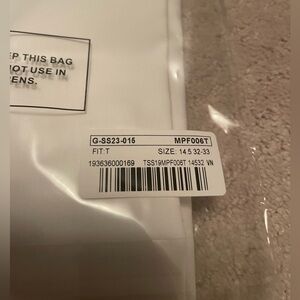 EP THIS BAG
NOT USE IN
ENS.
G-SS23-015 MPF006T
FIT:T SIZE: 14.5 32-33
193636000169 TSS19MPF006T 14532 VN